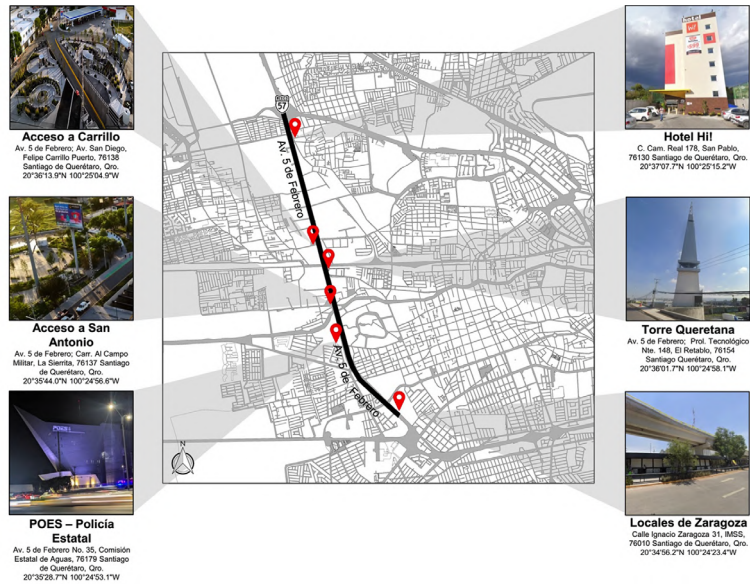 Acceso a Carrillo
Av. 5 de Febrero; Av. San Diego,
Felipe Carrillo Puerto, 76138
Santiago de Querétaro, Qro.
20°36'13.9"N 100°25'04.9"W
Acceso a San
Antonio
Av. 5 de Febrero; Carr. Al Campo
Militar, La Sierrita, 76137 Santiago
de Querétaro, Qro.
20°35'44.0"N 100°24'56.6"W
POES
POES – Policía
Estatal
Av. 5 de Febrero No. 35, Comisión
Estatal de Aguas, 76179 Santiago
de Querétaro, Qro.
20°35'28.7"N 100°24'53.1"W
57
Av. 5 de Febrero
Av. 5 de Febrero
N
Hotel Hi!
C. Cam. Real 178, San Pablo,
76130 Santiago de Querétaro, Qro.
20°37'07.7"N 100°25'15.2"W
Torre Queretana
Av. 5 de Febrero; Prol. Tecnológico
Nte. 148, El Retablo, 76154
Santiago Querétaro, Qro.
20°36'01.7"N 100°24'58.1"W
Locales de Zaragoza
Calle Ignacio Zaragoza 31, IMSS,
76010 Santiago de Querétaro, Qro.
20°34'56.2"N 100°24'23.4"W